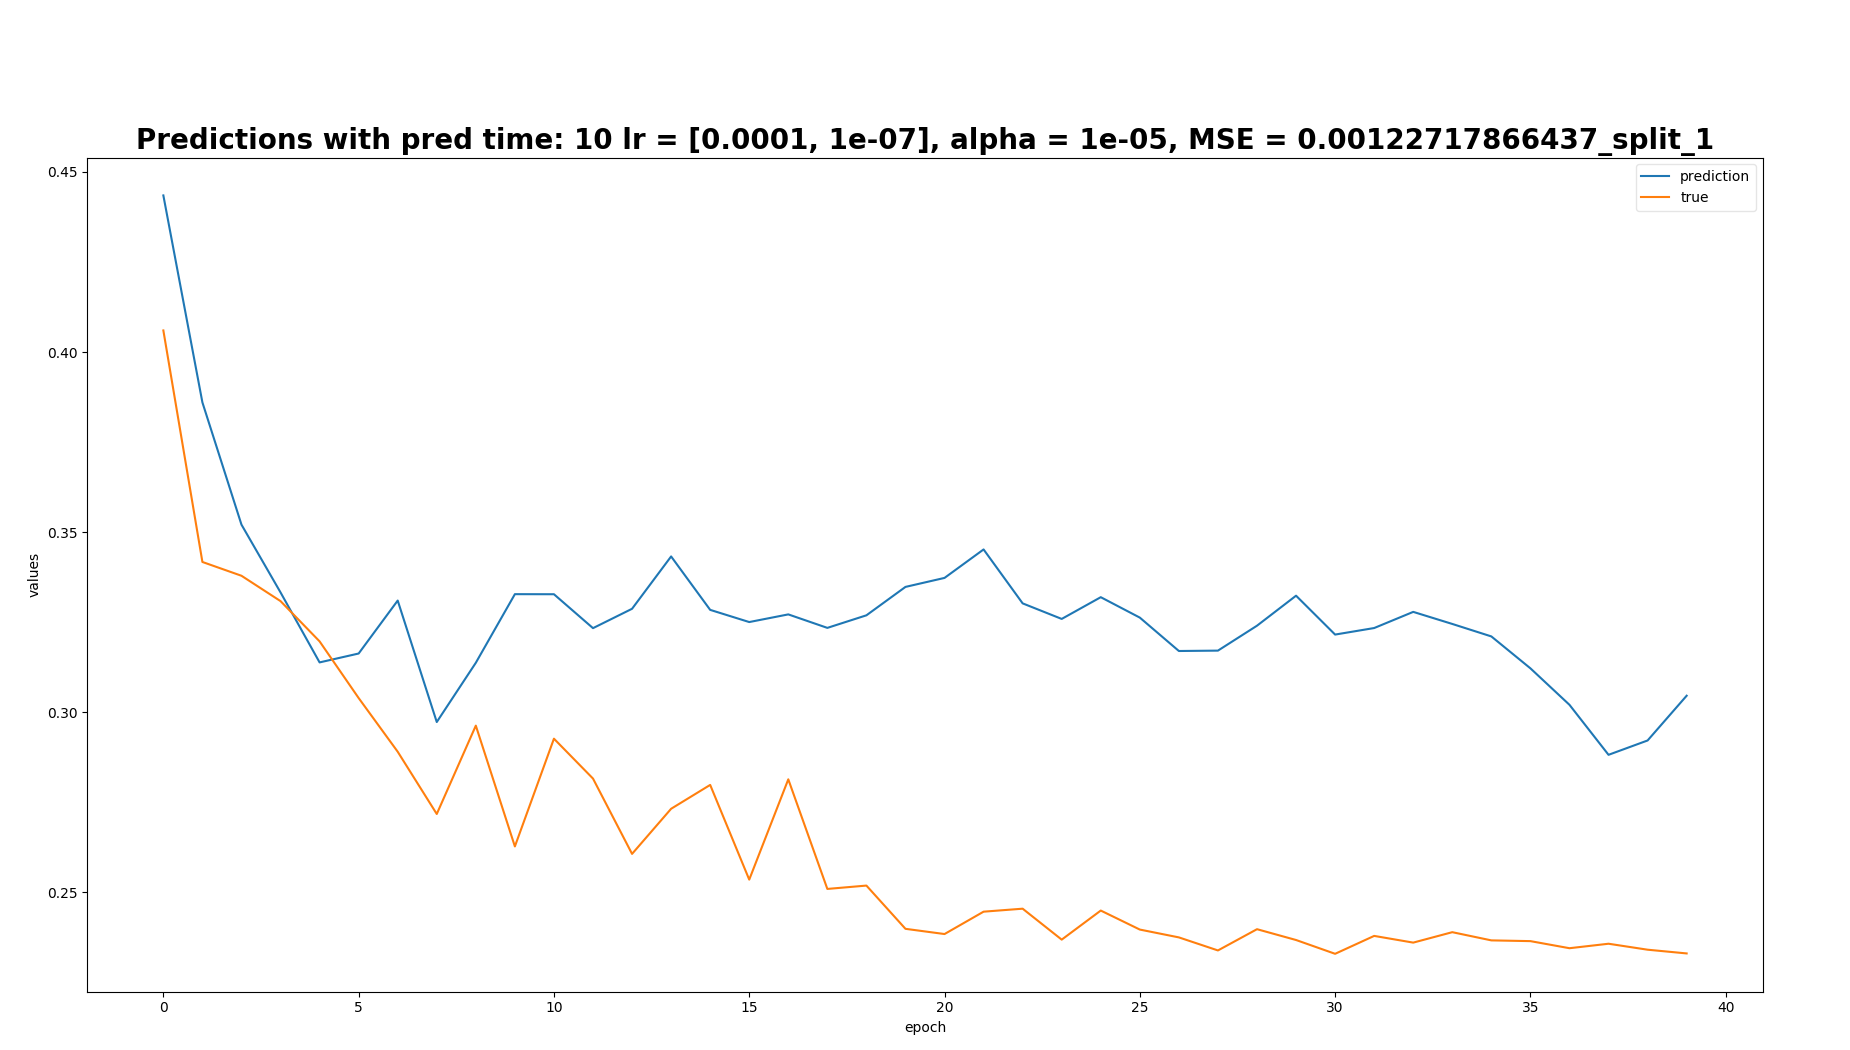 Predictions with pred time: 10 lr = [0.0001, 1e-07], alpha = 1e-05, MSE = 0.00122717866437_split_1
prediction
true
0.45
0.40
0.35
0.30
0.25
values
0 5 10 15 20 25 30 35 40
epoch